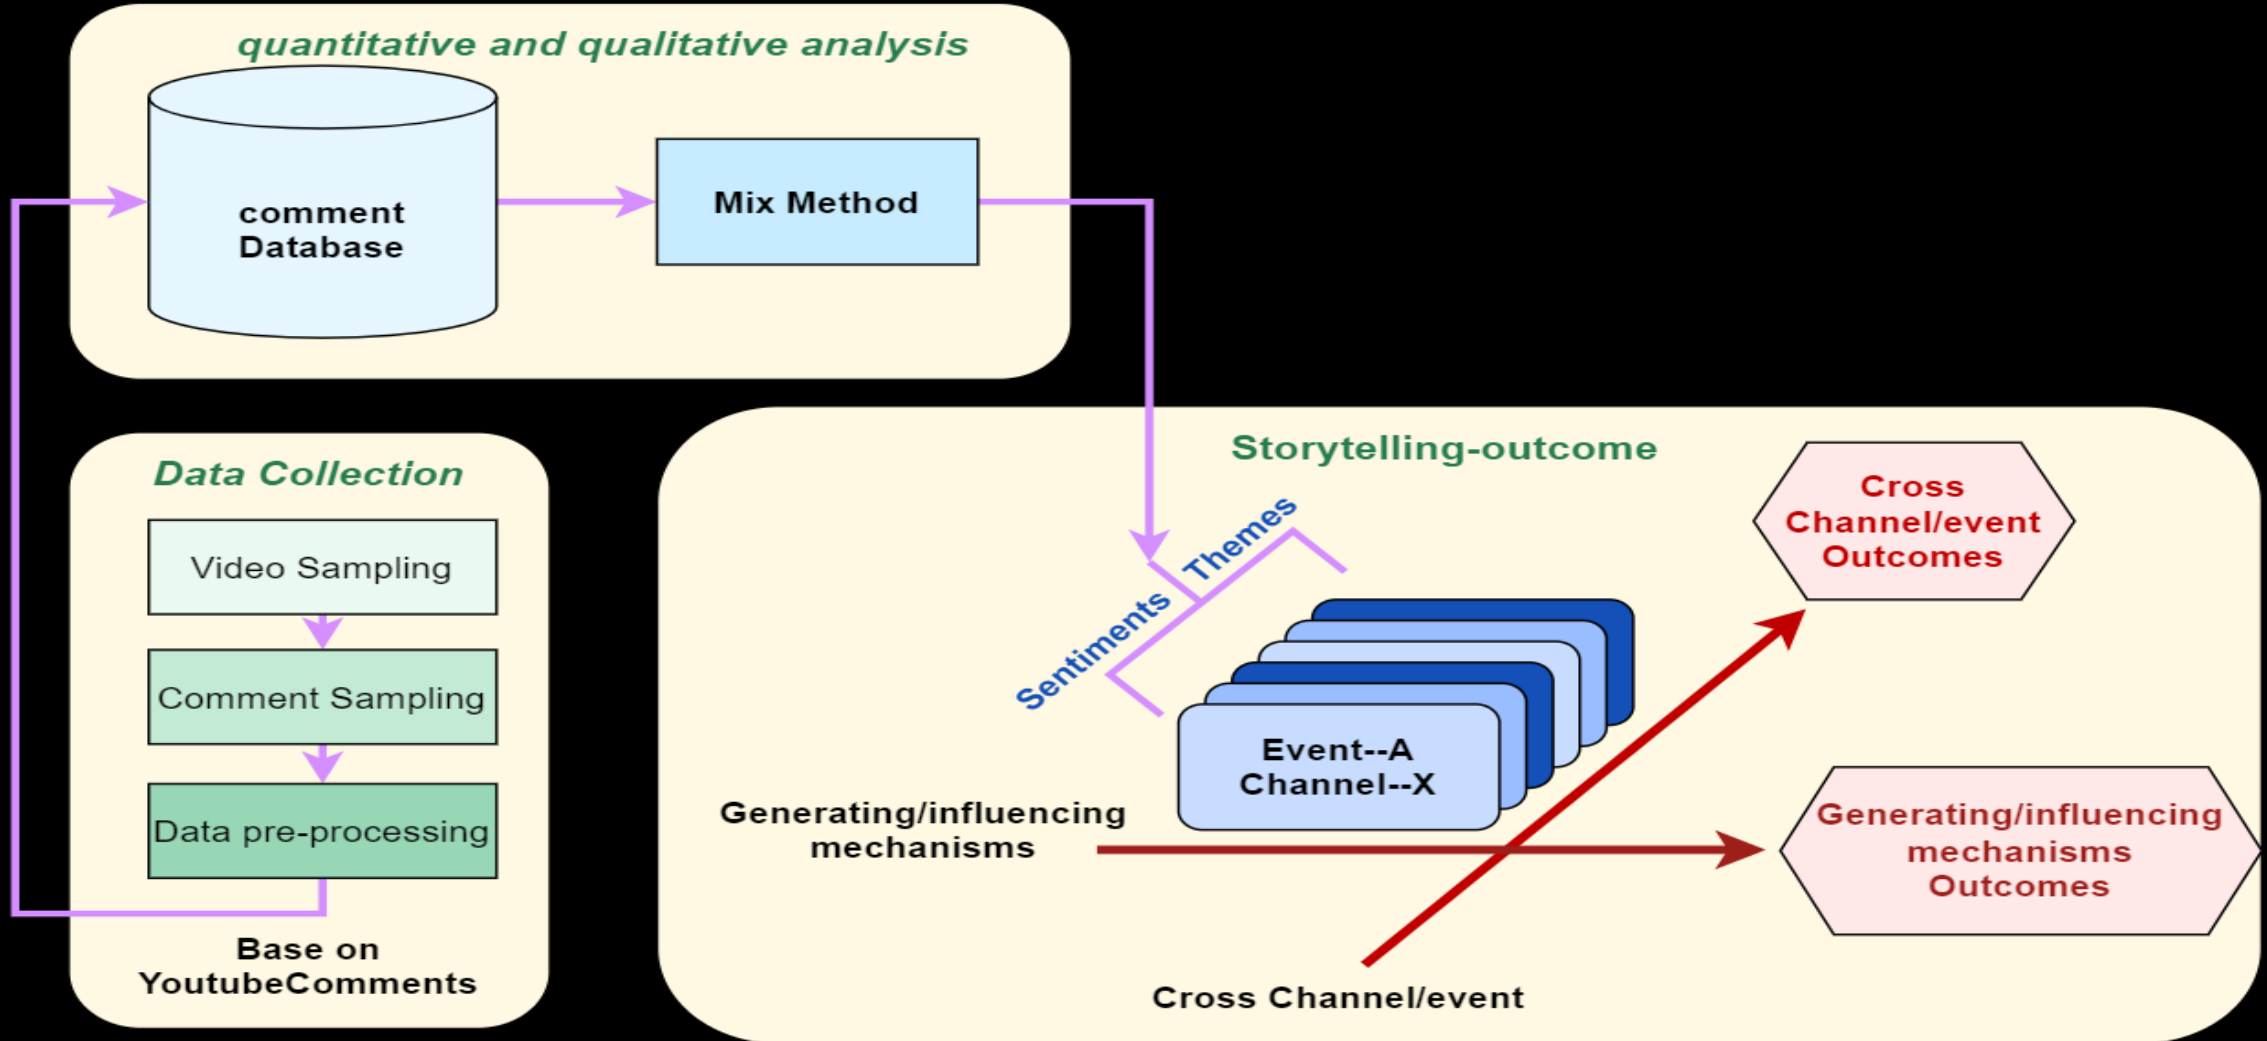 quantitative and qualitative analysis
comment
Database
Mix Method
Data Collection
Video Sampling
Comment Sampling
Data pre-processing
Base on
YoutubeComments
Storytelling-outcome
Themes
Sentiments
Event--A
Channel--X
Generating/influencing
mechanisms
Cross Channel/event
Cross
Channel/event
Outcomes
Generating/influencing
mechanisms
Outcomes